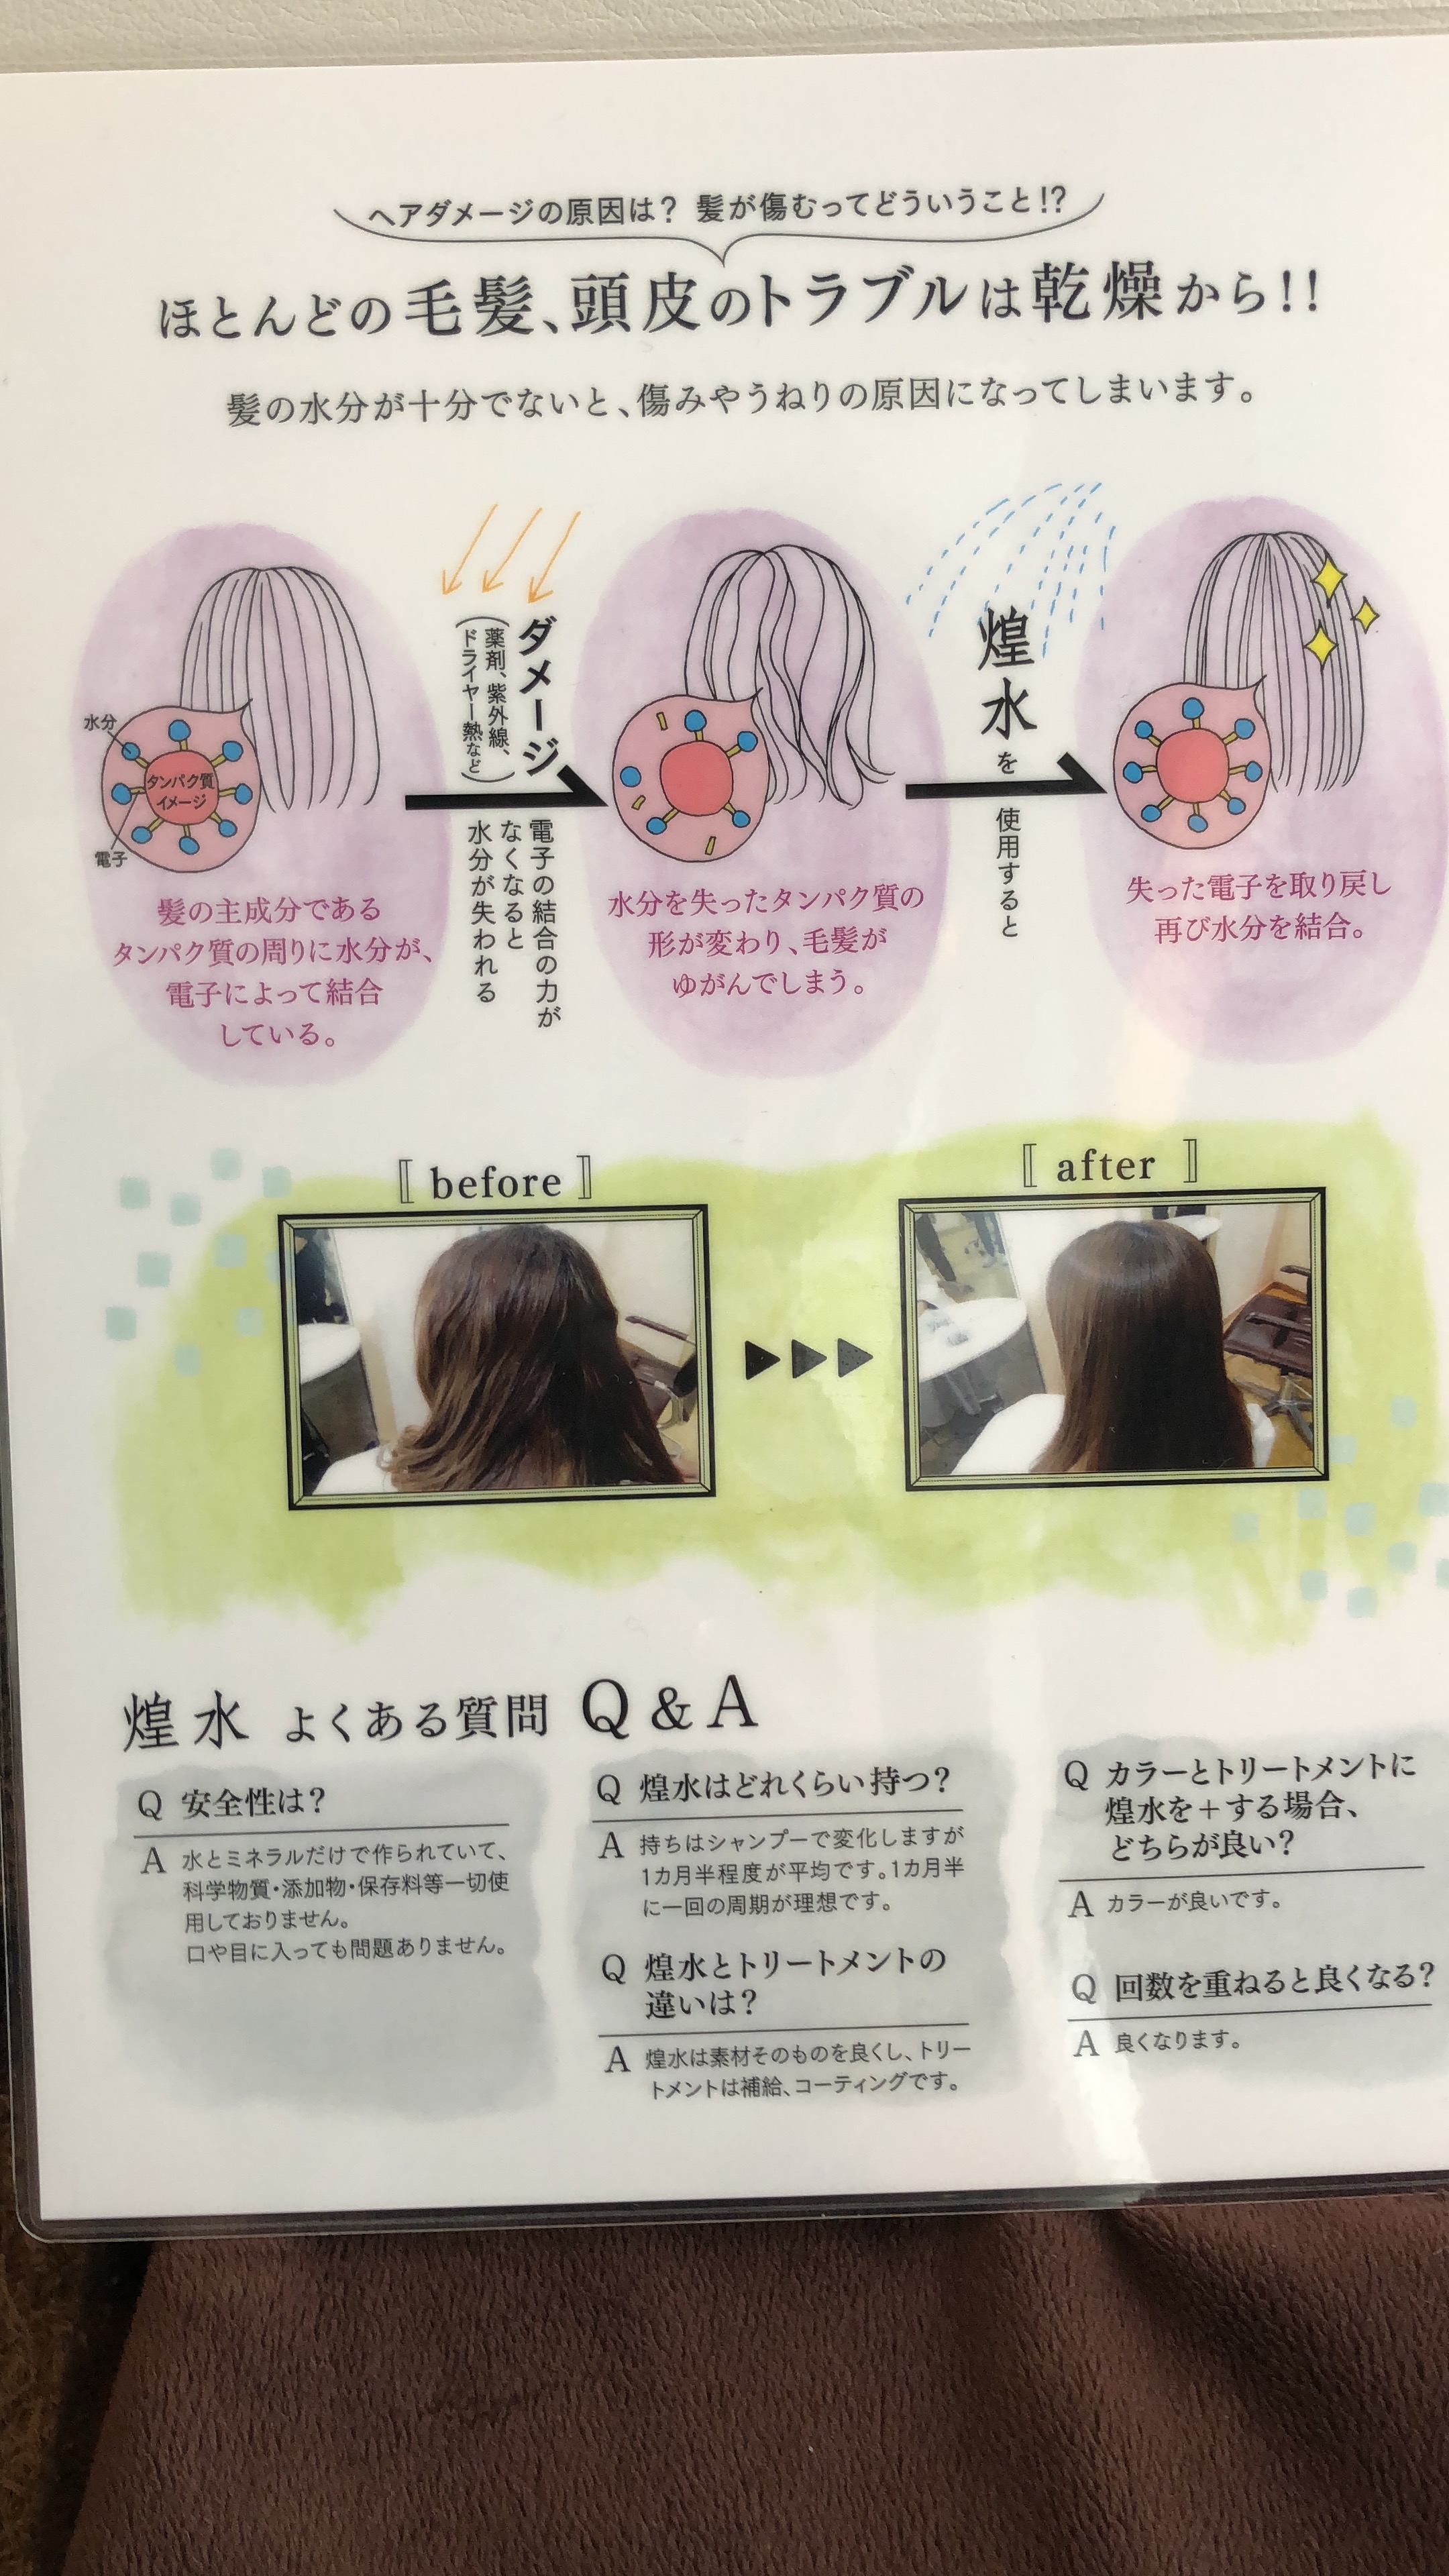 ヘアダメージの原因は? 髪が傷むってどういうこと!?
ほとんどの毛髪、頭皮のトラブルは乾燥から!!
髪の水分が十分でないと、傷みやうねりの原因になってしまいます。
水分
タンパク質
イメージ
電子
髪の主成分である
タンパク質の周りに水分が、
電子によって結合
している。
ダメージ
(薬剤、紫外線、
ドライヤー熱など)
電子の結合の力が
なくなると
水分が失われる
水分を失ったタンパク質の
形が変わり、毛髪が
ゆがんでしまう。
煌水を使用すると
失った電子を取り戻し
再び水分を結合。
〚 before 〛
〚 after 〛
煌水 よくある質問 Q & A
Q 安全性は?
A 水とミネラルだけで作られていて、
科学物質・添加物・保存料等一切使
用しておりません。
口や目に入っても問題ありません。
Q 煌水はどれくらい持つ?
A 持ちはシャンプーで変化しますが
1カ月半程度が平均です。1カ月半
に一回の周期が理想です。
Q 煌水とトリートメントの
違いは?
A 煌水は素材そのものを良くし、トリー
トメントは補給、コーティングです。
Q カラーとトリートメントに
煌水を+する場合、
どちらが良い?
A カラーが良いです。
Q 回数を重ねると良くなる?
A 良くなります。